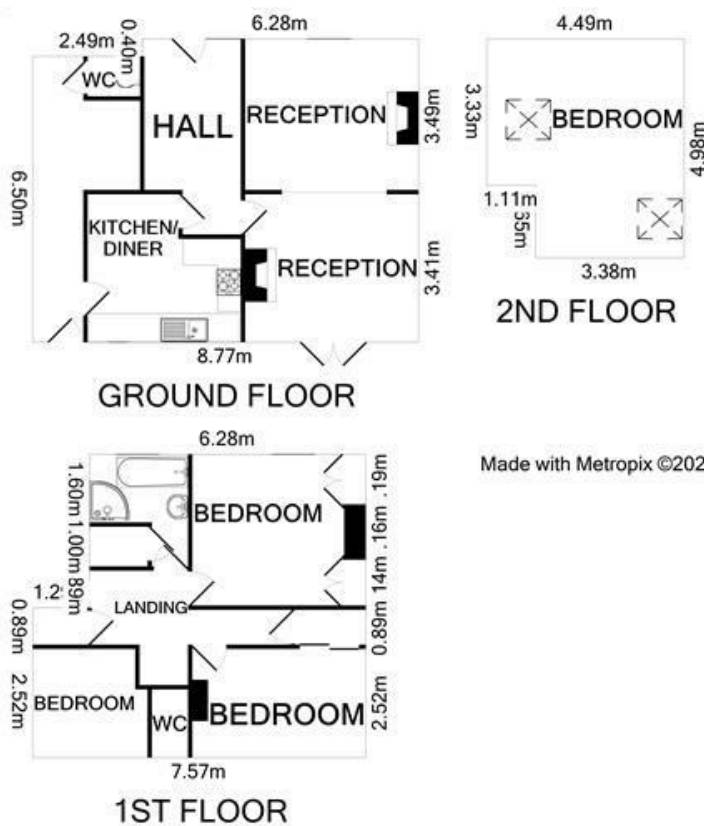 6.28m
2.49m
0.40m
WC
HALL
RECEPTION
3.49m
6.50m
KITCHEN/
DINER
RECEPTION
3.41m
8.77m
GROUND FLOOR
4.49m
3.33m
BEDROOM
4.98m
1.11m
3.38m
2ND FLOOR
6.28m
1.60m
1.00m
89m
BEDROOM
.19m
.16m
14m
1.2
LANDING
0.89m
0.89m
2.52m
BEDROOM
WC
BEDROOM
2.52m
7.57m
1ST FLOOR
Made with Metropix ©202